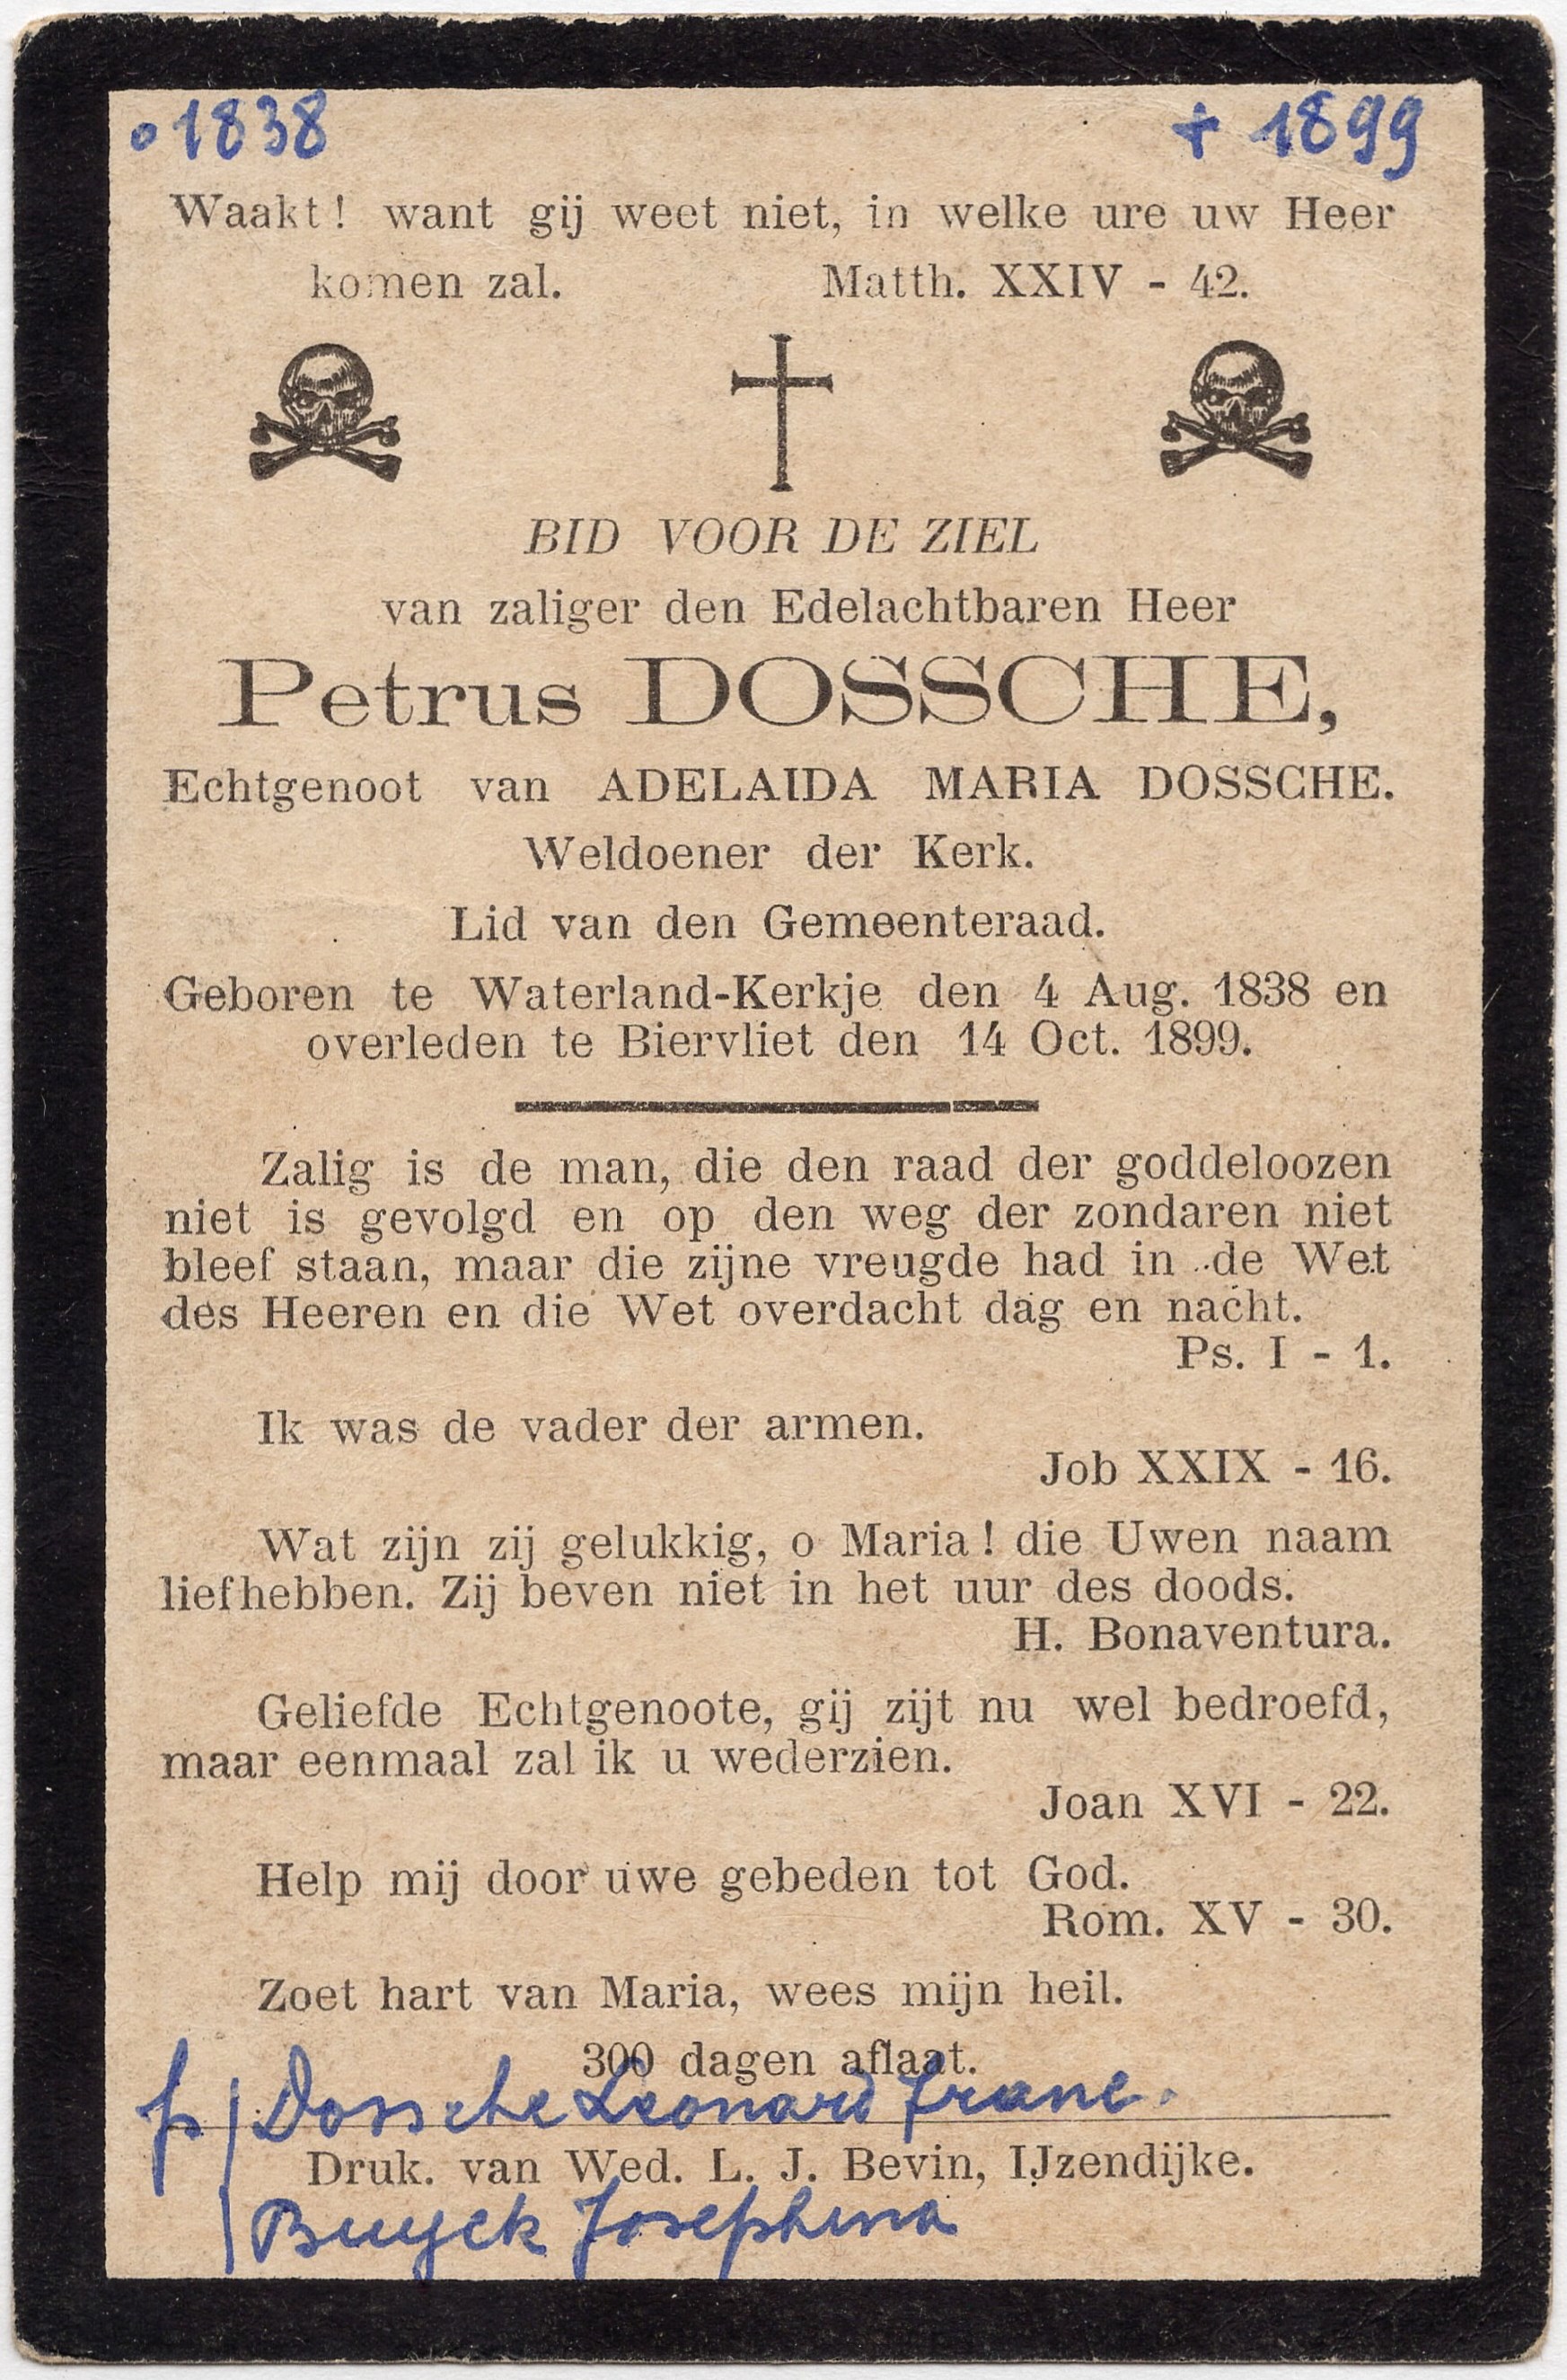 ° 1838 + 1899
Waakt! want gij weet niet, in welke ure uw Heer
komen zal. Matth. XXIV - 42.
BID VOOR DE ZIEL
van zaliger den Edelachtbaren Heer
Petrus DOSSCHE,
Echtgenoot van ADELAIDA MARIA DOSSCHE.
Weldoener der Kerk.
Lid van den Gemeenteraad.
Geboren te Waterland-Kerkje den 4 Aug. 1838 en
overleden te Biervliet den 14 Oct. 1899.
Zalig is de man, die den raad der goddeloozen
niet is gevolgd en op den weg der zondaren niet
bleef staan, maar die zijne vreugde had in de Wet
des Heeren en die Wet overdacht dag en nacht.
Ps. I - 1.
Ik was de vader der armen.
Job XXIX - 16.
Wat zijn zij gelukkig, o Maria! die Uwen naam
liefhebben. Zij beven niet in het uur des doods.
H. Bonaventura.
Geliefde Echtgenoote, gij zijt nu wel bedroefd,
maar eenmaal zal ik u wederzien.
Joan XVI - 22.
Help mij door uwe gebeden tot God.
Rom. XV - 30.
Zoet hart van Maria, wees mijn heil.
300 dagen aflaat.
Dossche Leonard franc.
Druk. van Wed. L. J. Bevin, IJzendijke.
Buyck Josephina